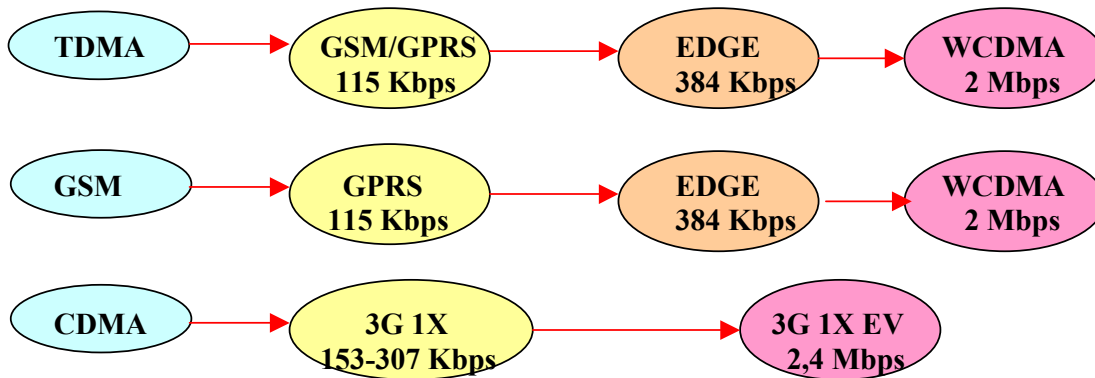 TDMA
GSM/GPRS
115 Kbps
EDGE
384 Kbps
WCDMA
2 Mbps
GSM
GPRS
115 Kbps
EDGE
384 Kbps
WCDMA
2 Mbps
CDMA
3G 1X
153-307 Kbps
3G 1X EV
2,4 Mbps